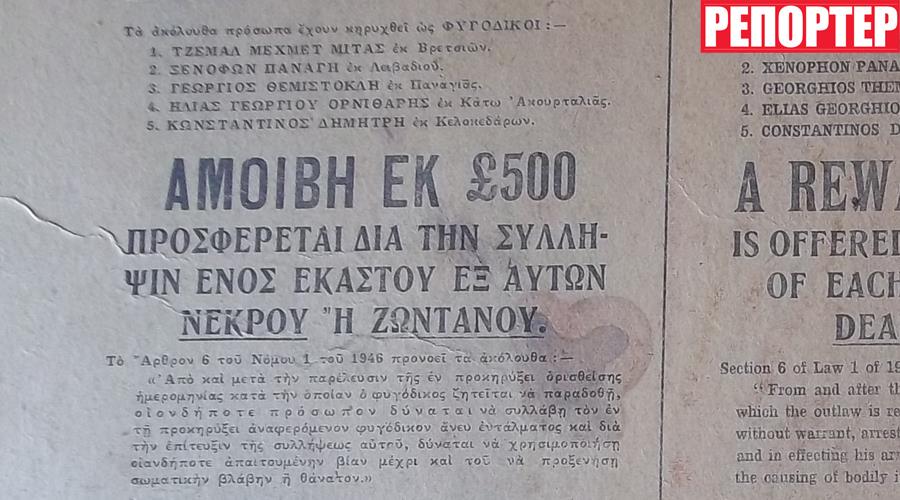 ΡΕΠΟΡΤΕΡ
Τὰ ἀκόλουθα πρόσωπα ἔχουν κηρυχθεῖ ὡς ΦΥΓΟΔΙΚΟΙ :—
1. ΤΖΕΜΑΛ ΜΕΧΜΕΤ ΜΙΤΑΣ ἐκ Βρετσιῶν.
2. ΞΕΝΟΦΩΝ ΠΑΝΑΓΗ ἐκ Λειβαδιοῦ.
3. ΓΕΩΡΓΙΟΣ ΘΕΜΙΣΤΟΚΛΗ ἐκ Παναγιᾶς.
4. ΗΛΙΑΣ ΓΕΩΡΓΙΟΥ ΟΡΝΙΘΑΡΗΣ ἐκ Κάτω Ἀκουρταλιᾶς.
5. ΚΩΝΣΤΑΝΤΙΝΟΣ ΔΗΜΗΤΡΗ ἐκ Κελοκεδάρων.
ΑΜΟΙΒΗ ΕΚ £500
ΠΡΟΣΦΕΡΕΤΑΙ ΔΙΑ ΤΗΝ ΣΥΛΛΗ-
ΨΙΝ ΕΝΟΣ ΕΚΑΣΤΟΥ ΕΞ ΑΥΤΩΝ
ΝΕΚΡΟΥ Ἢ ΖΩΝΤΑΝΟΥ.
Τὸ Ἄρθρον 6 τοῦ Νόμου 1 τοῦ 1946 προνοεῖ τὰ ἀκόλουθα :—
«Ἀπὸ καὶ μετὰ τὴν παρέλευσιν τῆς ἐν προκηρύξει ὁρισθείσης
ἡμερομηνίας κατὰ τὴν ὁποίαν ὁ φυγόδικος ζητεῖται νὰ παραδοθῇ,
οἱονδήποτε πρόσωπον δύναται νὰ συλλάβῃ τὸν ἐν
τῇ προκηρύξει ἀναφερόμενον φυγόδικον ἄνευ ἐντάλματος καὶ διὰ
τὴν ἐπίτευξιν τῆς συλλήψεως αὐτοῦ, δύναται νὰ χρησιμοποιήσῃ
οἱανδήποτε ἀπαιτουμένην βίαν μέχρι καὶ τοῦ νὰ προξενήσῃ
σωματικὴν βλάβην ἢ θάνατον.»
2. XENOPHON PANA
3. GEORGHIOS THEM
4. ELIAS GEORGHIO
5. CONSTANTINOS D
A REWA
IS OFFERED
OF EACH
DEA
Section 6 of Law 1 of 19
"From and after th
which the outlaw is re
without warrant, arrest
and in effecting his arr
the causing of bodily i